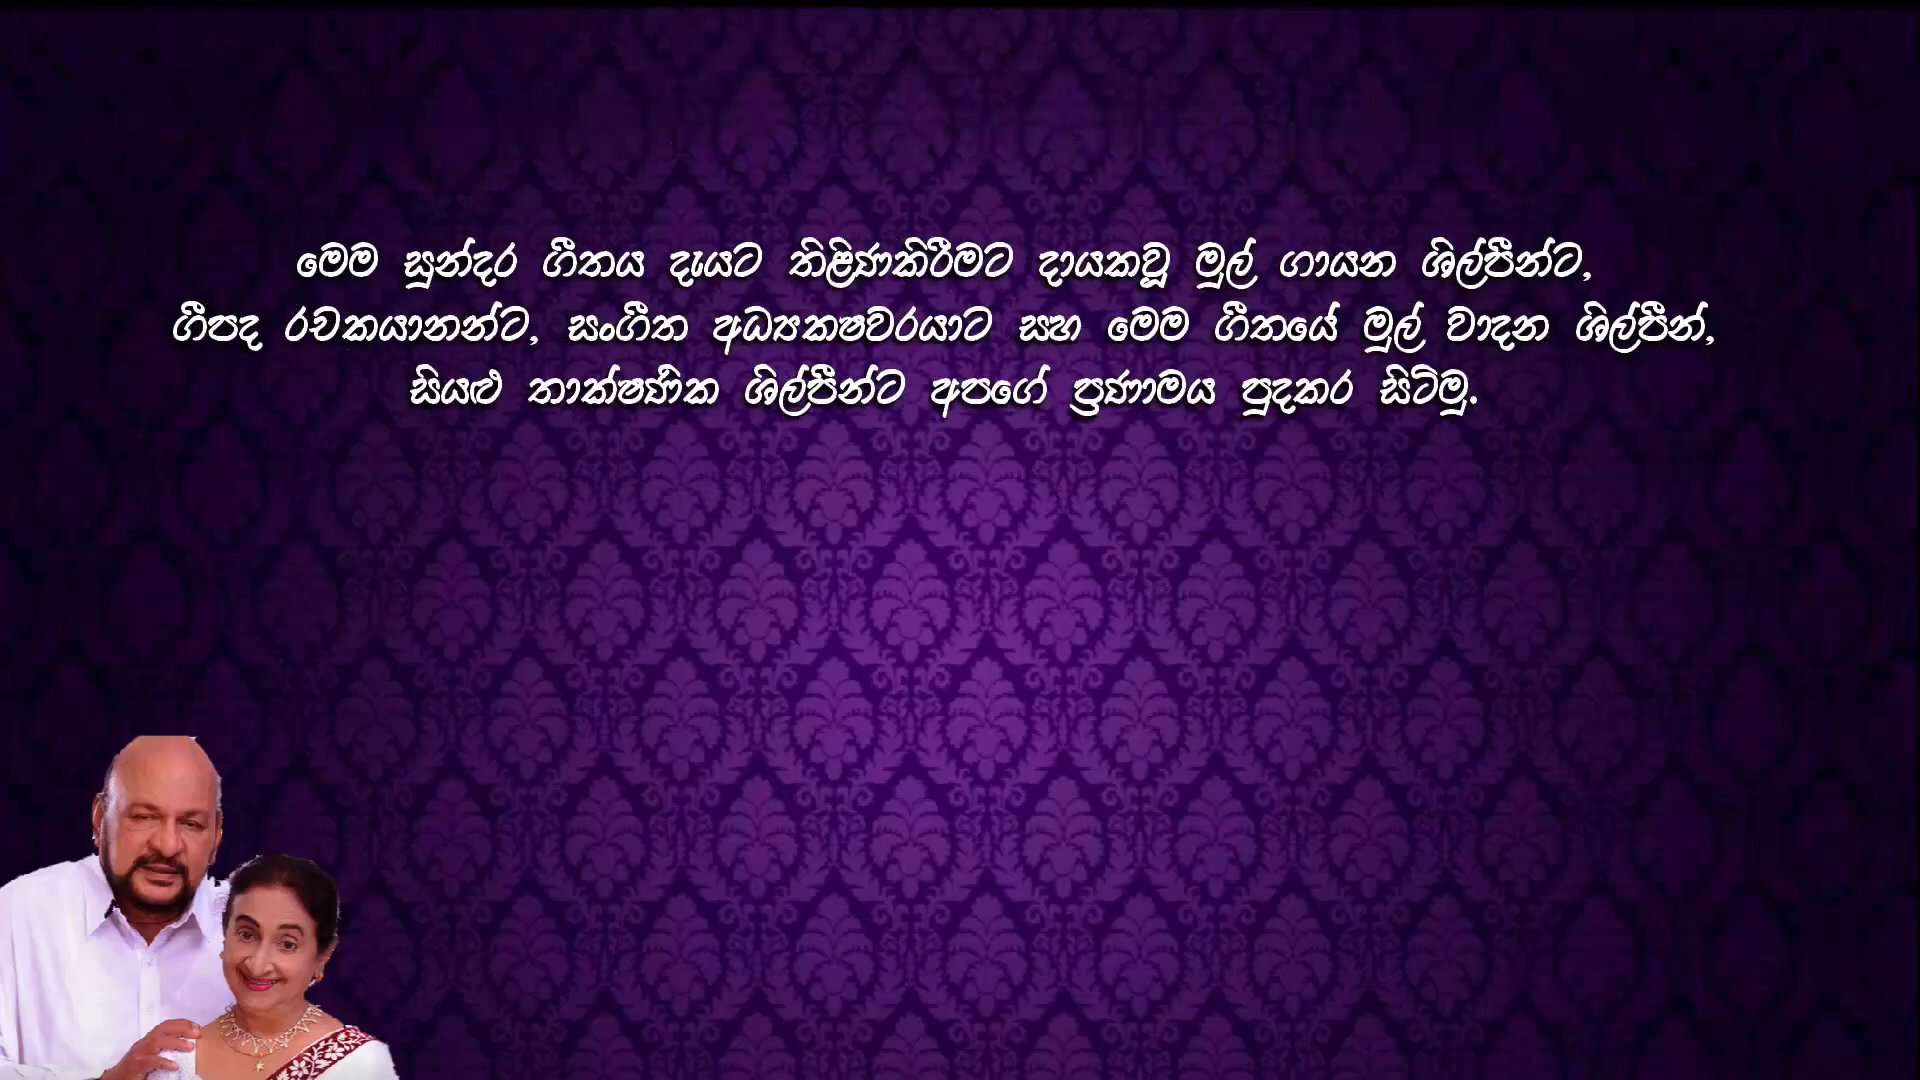 මෙම සුන්දර ගීතය දැයට තිළිණකිරීමට දායකවූ මුල් ගායන ශිල්පීන්ට,
ගීපද රචකයානන්ට, සංගීත අධ්‍යක්‍ෂවරයාට සහ මෙම ගීතයේ මුල් වාදන ශිල්පීන්,
සියළු තාක්ෂණික ශිල්පීන්ට අපගේ ප්‍රණාමය පුදකර සිටිමු.